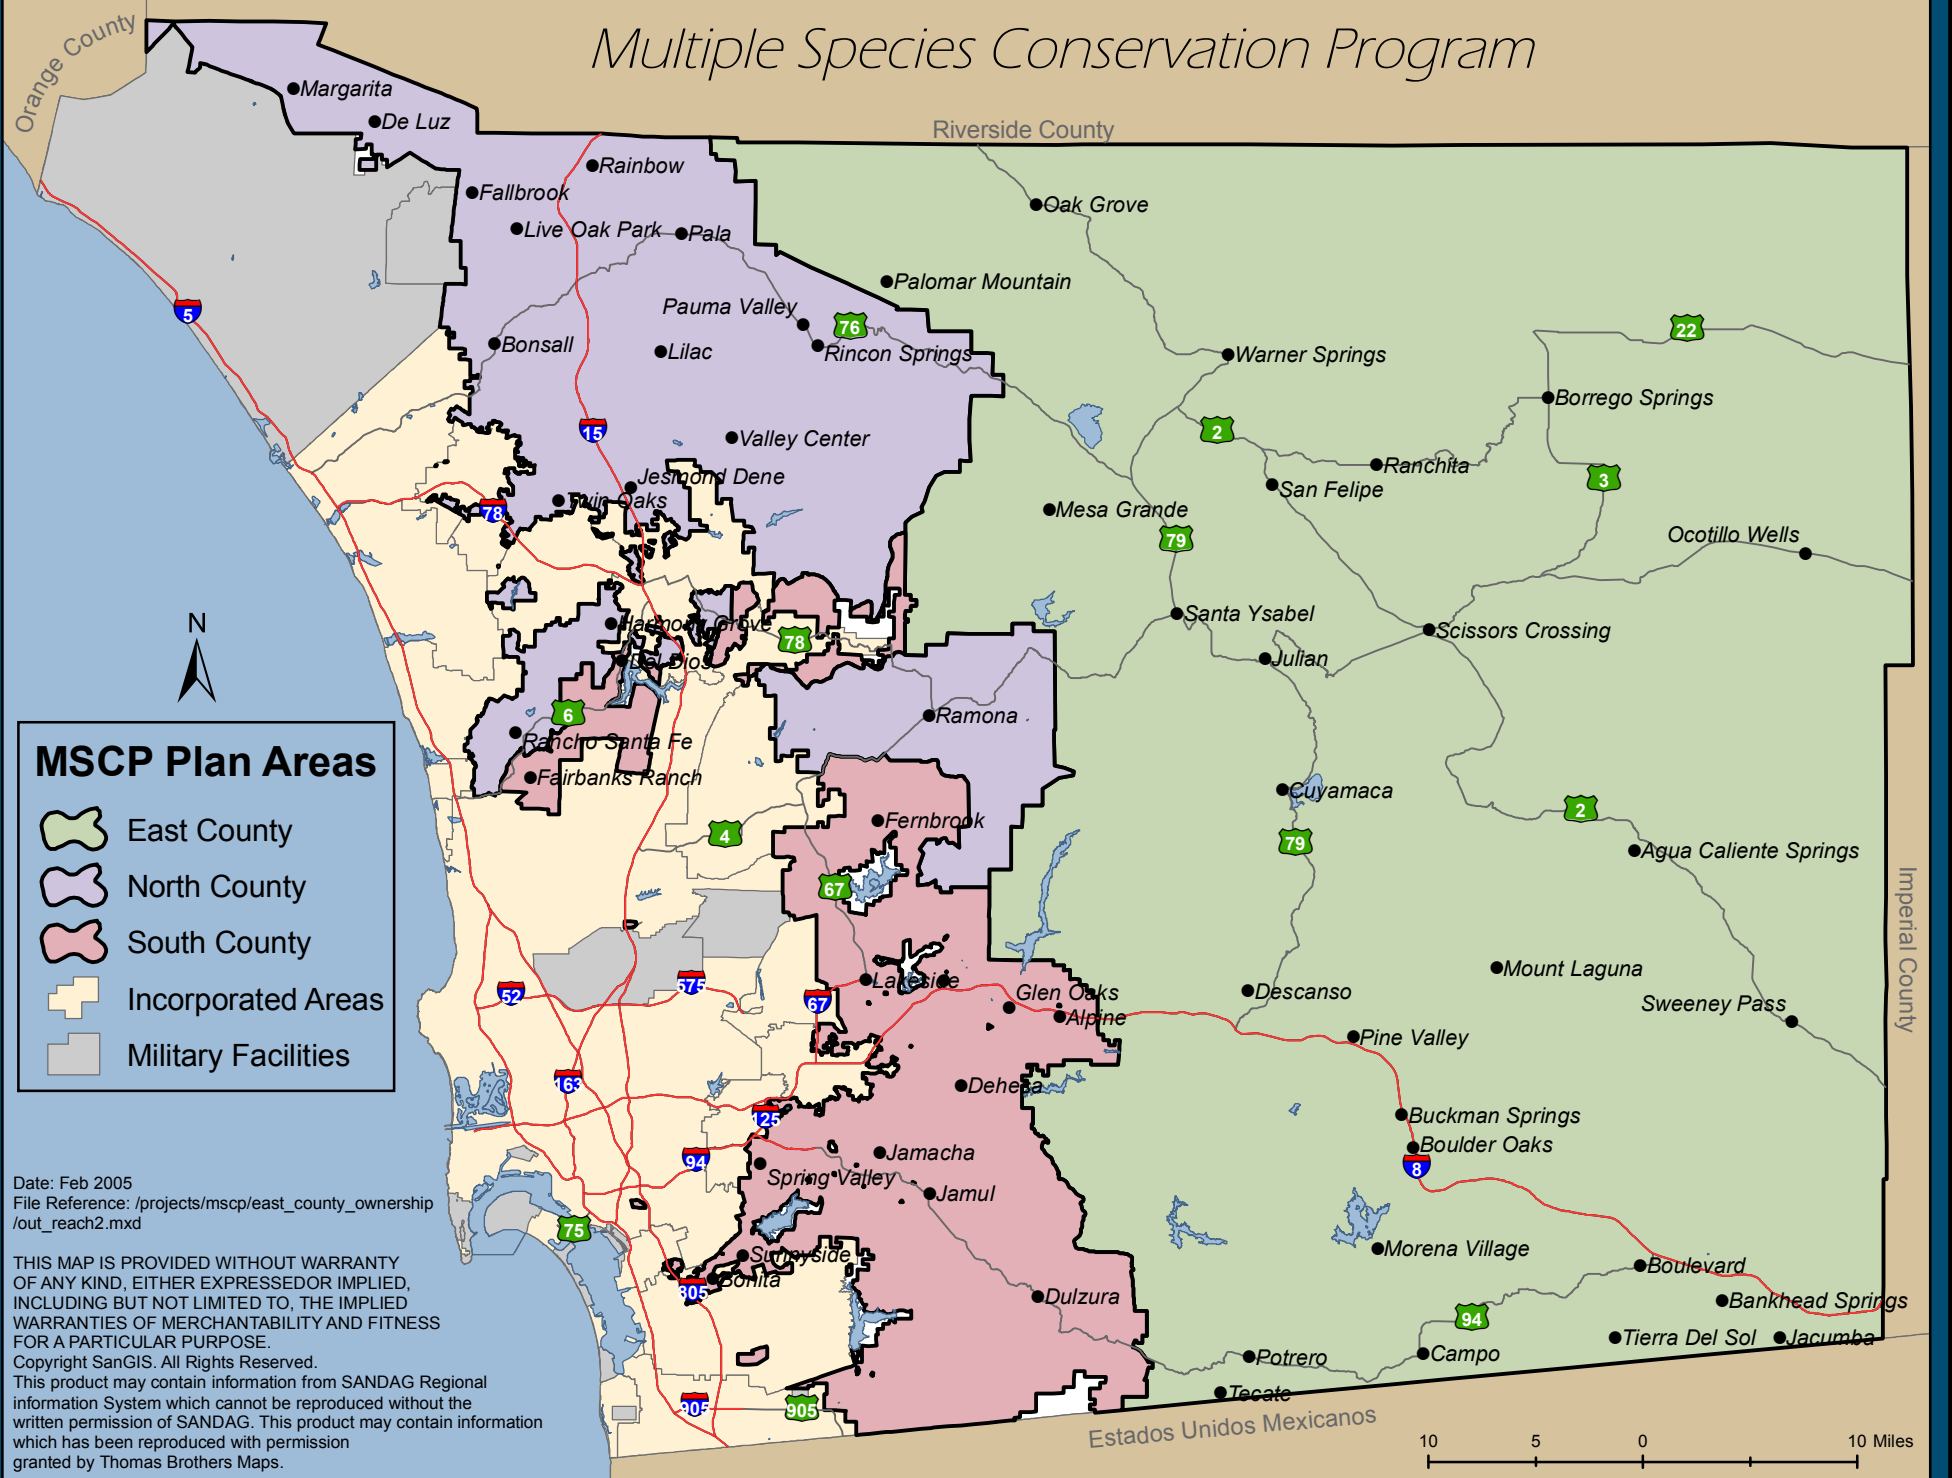 Multiple Species Conservation Program
Orange County
Riverside County
Imperial County
Estados Unidos Mexicanos
Margarita
De Luz
Rainbow
Fallbrook
Live Oak Park
Pala
Oak Grove
Palomar Mountain
Pauma Valley
76
Rincon Springs
5
Bonsall
Lilac
Warner Springs
22
Borrego Springs
15
2
Valley Center
Jesmond Dene
Ranchita
San Felipe
3
Twin Oaks
78
Mesa Grande
79
Ocotillo Wells
Santa Ysabel
Harmony Grove
78
Scissors Crossing
Del Dios
Julian
N
6
Ramona
Rancho Santa Fe
Fairbanks Ranch
Cuyamaca
2
Fernbrook
4
79
Agua Caliente Springs
67
Lakeside
Mount Laguna
52
675
67
Glen Oaks
Alpine
Descanso
Sweeney Pass
Pine Valley
163
Dehesa
125
Buckman Springs
Boulder Oaks
94
8
Jamacha
Spring Valley
Jamul
75
Sunnyside
Bonita
805
Morena Village
Boulevard
Dulzura
Bankhead Springs
94
Tierra Del Sol
Jacumba
Potrero
Campo
Tecate
905
905
MSCP Plan Areas
East County
North County
South County
Incorporated Areas
Military Facilities
Date: Feb 2005
File Reference: /projects/mscp/east_county_ownership
/out_reach2.mxd
THIS MAP IS PROVIDED WITHOUT WARRANTY
OF ANY KIND, EITHER EXPRESSEDOR IMPLIED,
INCLUDING BUT NOT LIMITED TO, THE IMPLIED
WARRANTIES OF MERCHANTABILITY AND FITNESS
FOR A PARTICULAR PURPOSE.
Copyright SanGIS. All Rights Reserved.
This product may contain information from SANDAG Regional
information System which cannot be reproduced without the
written permission of SANDAG. This product may contain information
which has been reproduced with permission
granted by Thomas Brothers Maps.
10 5 0 10 Miles